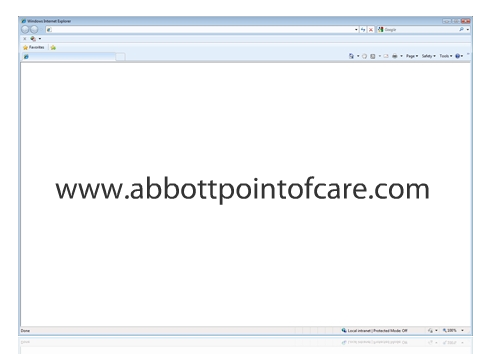 Windows Internet Explorer
Google
Favorites
Page Safety Tools
www.abbottpointofcare.com
Done Local intranet | Protected Mode: Off 100%